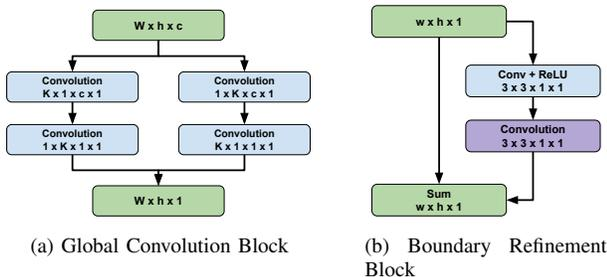 W x h x c
Convolution
K x 1 x c x 1
Convolution
1 x K x c x 1
Convolution
1 x K x 1 x 1
Convolution
K x 1 x 1 x 1
W x h x 1
(a) Global Convolution Block
w x h x 1
Conv + ReLU
3 x 3 x 1 x 1
Convolution
3 x 3 x 1 x 1
Sum
w x h x 1
(b) Boundary Refinement
Block